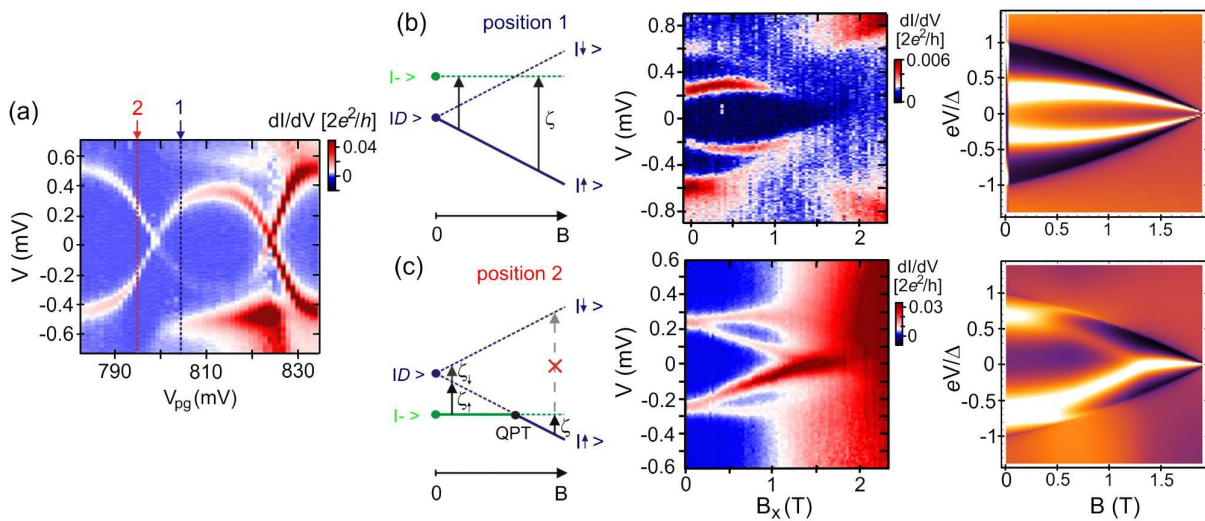 (a)
2
1
dI/dV [2e²/h]
0.04
0
V (mV)
0.6
0.4
0.2
0
-0.2
-0.4
-0.6
790
810
830
Vpg (mV)
(b)
position 1
|↓>
|->
|D>
ζ
|↑>
0
B
V (mV)
0.8
0.4
0
-0.4
-0.8
0
1
2
dI/dV
[2e²/h]
0.006
0
eV/Δ
1
0.5
0
-0.5
-1
0
0.5
1
1.5
(c)
position 2
|↓>
|D>
ζ↓
ζ↑
|->
QPT
ζ
|↑>
0
B
V (mV)
0.6
0.4
0.2
0
-0.2
-0.4
-0.6
0
1
2
Bx (T)
dI/dV
[2e²/h]
0.03
0
eV/Δ
1
0.5
0
-0.5
-1
0
0.5
1
1.5
B (T)